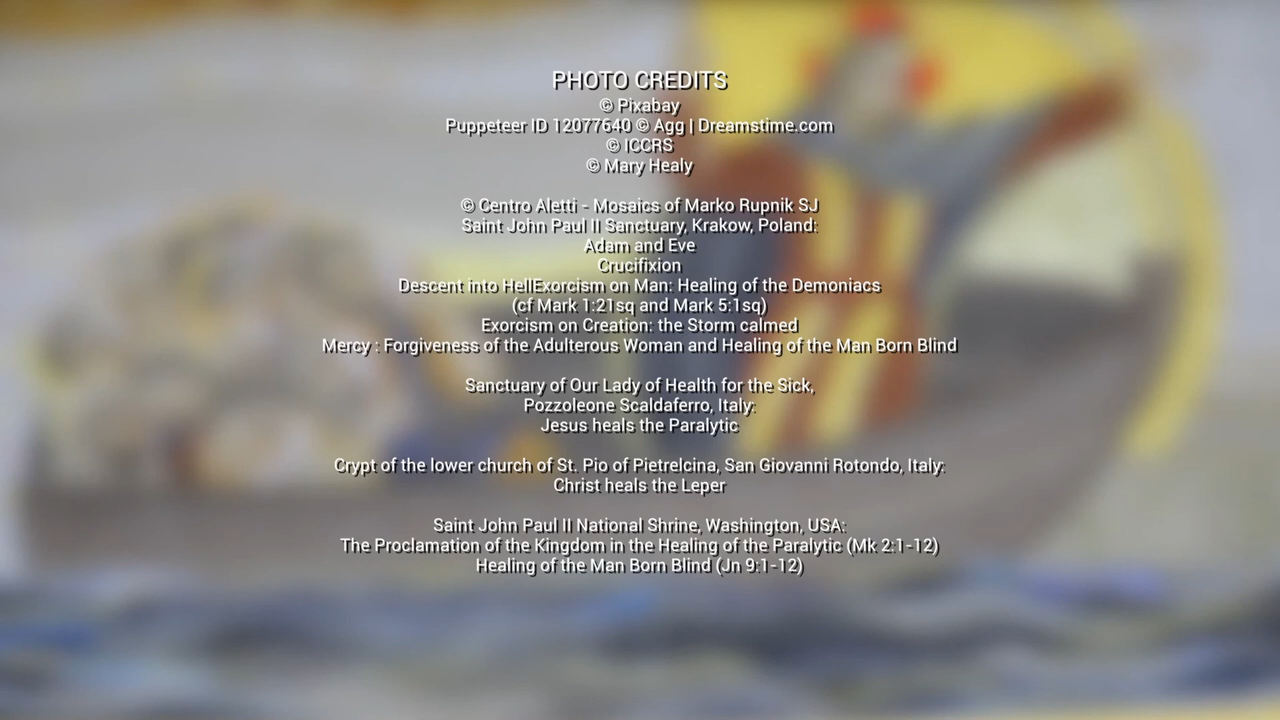 PHOTO CREDITS
© Pixabay
Puppeteer ID 12077640 © Agg | Dreamstime.com
© ICCRS
© Mary Healy
© Centro Aletti - Mosaics of Marko Rupnik SJ
Saint John Paul II Sanctuary, Krakow, Poland:
Adam and Eve
Crucifixion
Descent into HellExorcism on Man: Healing of the Demoniacs
(cf Mark 1:21sq and Mark 5:1sq)
Exorcism on Creation: the Storm calmed
Mercy : Forgiveness of the Adulterous Woman and Healing of the Man Born Blind
Sanctuary of Our Lady of Health for the Sick,
Pozzoleone Scaldaferro, Italy:
Jesus heals the Paralytic
Crypt of the lower church of St. Pio of Pietrelcina, San Giovanni Rotondo, Italy:
Christ heals the Leper
Saint John Paul II National Shrine, Washington, USA:
The Proclamation of the Kingdom in the Healing of the Paralytic (Mk 2:1-12)
Healing of the Man Born Blind (Jn 9:1-12)